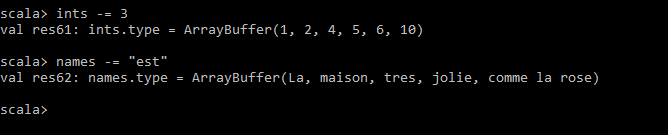 scala> ints -= 3
val res61: ints.type = ArrayBuffer(1, 2, 4, 5, 6, 10)
scala> names -= "est"
val res62: names.type = ArrayBuffer(La, maison, tres, jolie, comme la rose)
scala>